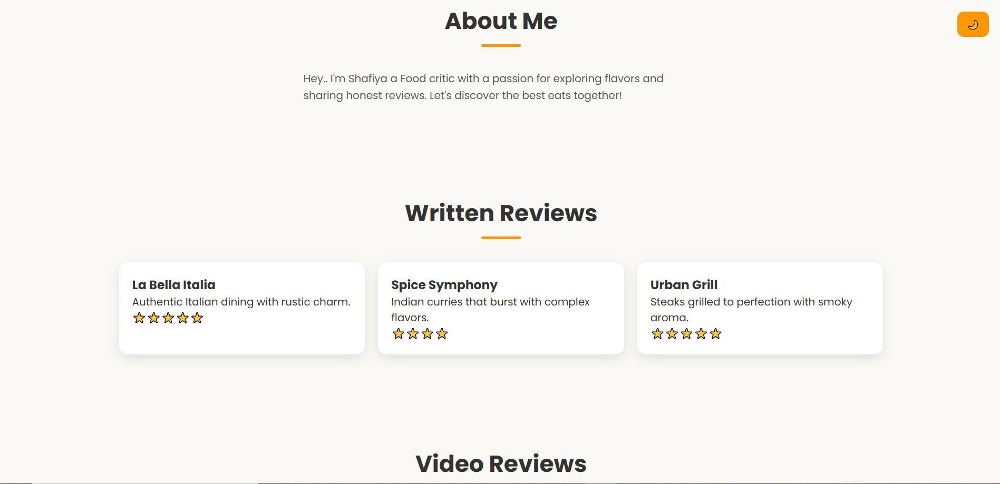 About Me
Hey.. I'm Shafiya a Food critic with a passion for exploring flavors and
sharing honest reviews. Let's discover the best eats together!
Written Reviews
La Bella Italia
Authentic Italian dining with rustic charm.
Spice Symphony
Indian curries that burst with complex
flavors.
Urban Grill
Steaks grilled to perfection with smoky
aroma.
Video Reviews